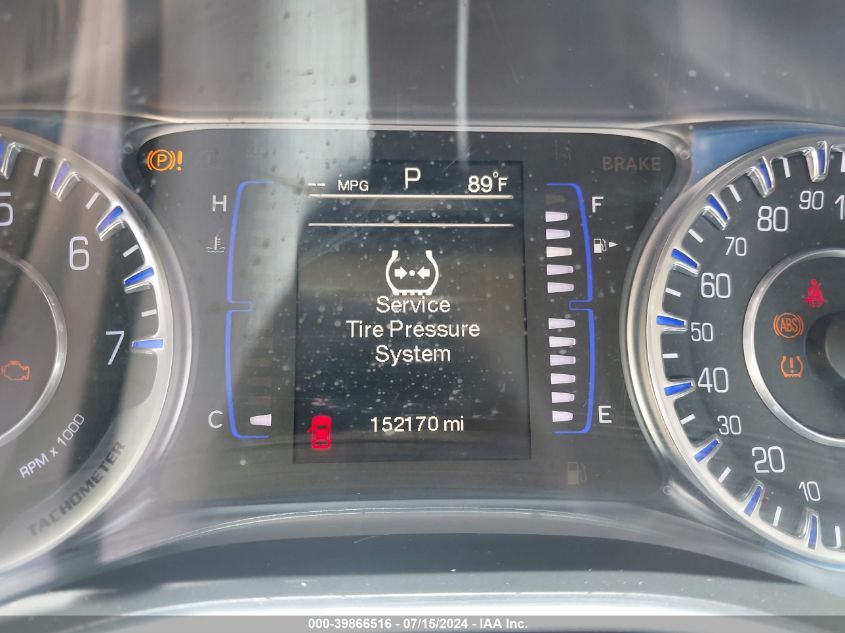 BRAKE
-- MPG P 89°F
H F
Service
Tire Pressure
System
C E
152170 mi
5
6
7
RPM x 1000
TACHOMETER
90
80
70
60
50
40
30
20
10
ABS
000-39866516 - 07/15/2024 - IAA Inc.